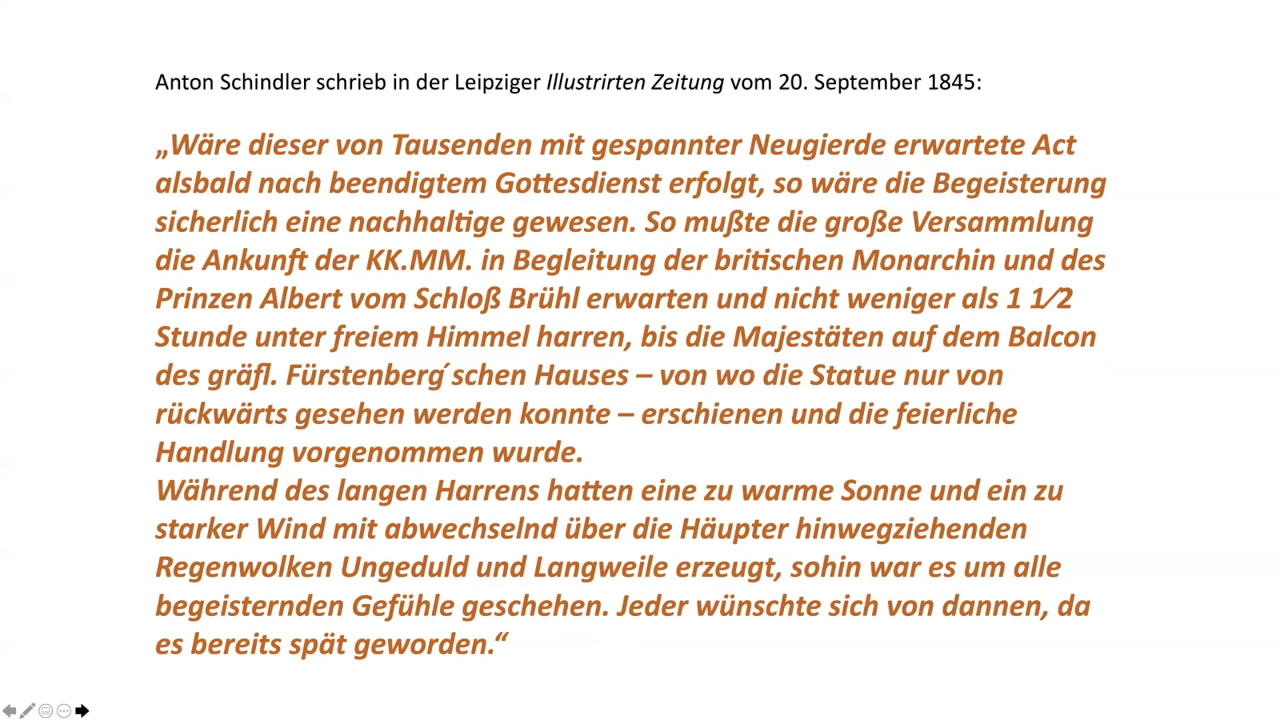 Anton Schindler schrieb in der Leipziger Illustrirten Zeitung vom 20. September 1845:
„Wäre dieser von Tausenden mit gespannter Neugierde erwartete Act
alsbald nach beendigtem Gottesdienst erfolgt, so wäre die Begeisterung
sicherlich eine nachhaltige gewesen. So mußte die große Versammlung
die Ankunft der KK.MM. in Begleitung der britischen Monarchin und des
Prinzen Albert vom Schloß Brühl erwarten und nicht weniger als 1 1/2
Stunde unter freiem Himmel harren, bis die Majestäten auf dem Balcon
des gräfl. Fürstenberg´schen Hauses – von wo die Statue nur von
rückwärts gesehen werden konnte – erschienen und die feierliche
Handlung vorgenommen wurde.
Während des langen Harrens hatten eine zu warme Sonne und ein zu
starker Wind mit abwechselnd über die Häupter hinwegziehenden
Regenwolken Ungeduld und Langweile erzeugt, sohin war es um alle
begeisternden Gefühle geschehen. Jeder wünschte sich von dannen, da
es bereits spät geworden.“